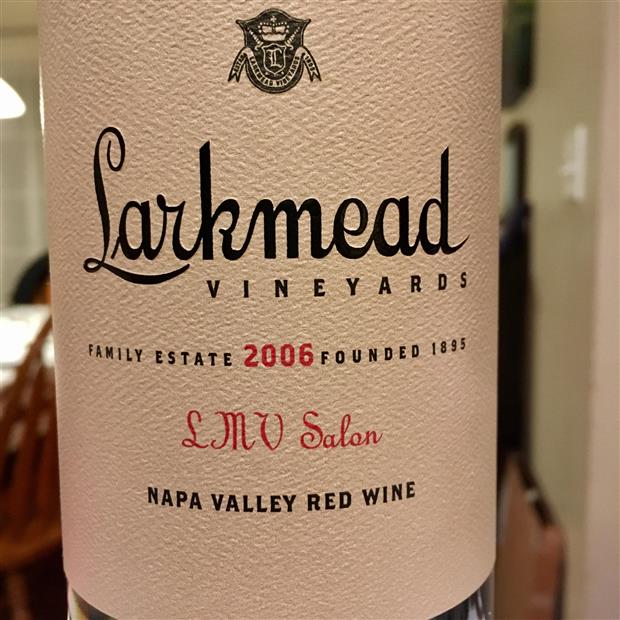 Larkmead
VINEYARDS
FAMILY ESTATE 2006 FOUNDED 1895
LMV Salon
NAPA VALLEY RED WINE